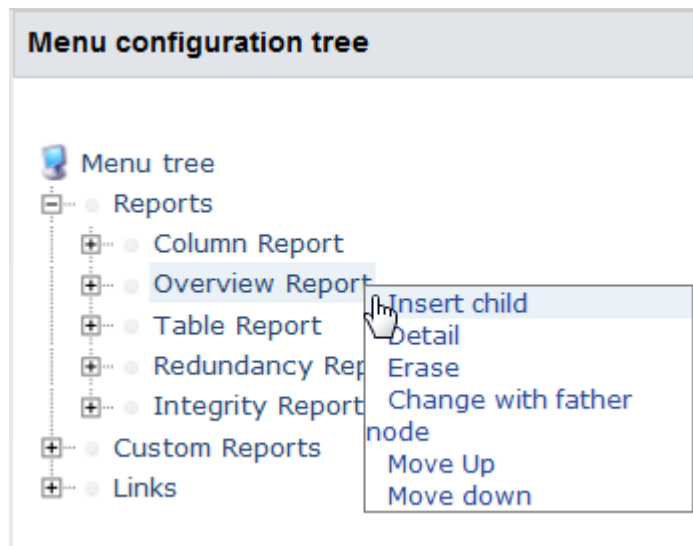 Menu configuration tree
Menu tree
Reports
Column Report
Overview Report
Table Report
Redundancy Rep
Integrity Report
Custom Reports
Links
Insert child
Detail
Erase
Change with father
node
Move Up
Move down